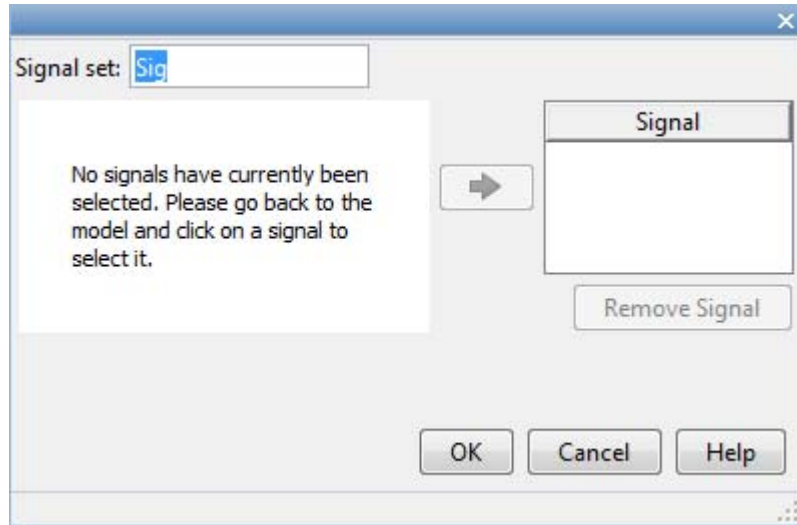 Signal set: Sig
No signals have currently been
selected. Please go back to the
model and click on a signal to
select it.
Signal
Remove Signal
OK Cancel Help